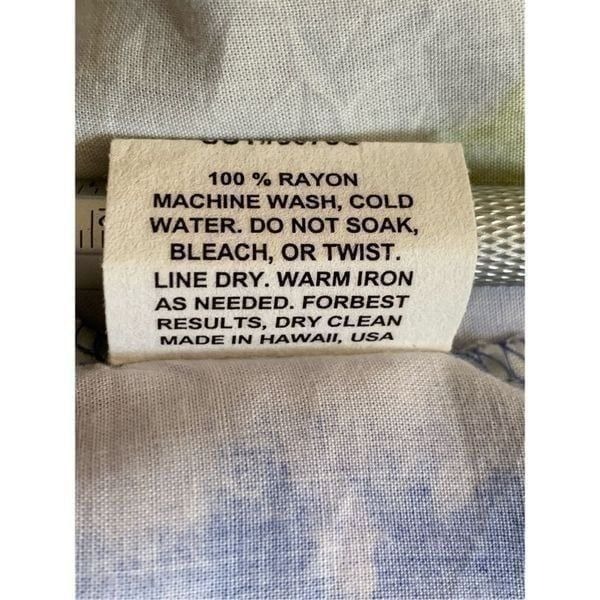 100 % RAYON
MACHINE WASH, COLD
WATER. DO NOT SOAK,
BLEACH, OR TWIST.
LINE DRY. WARM IRON
AS NEEDED. FORBEST
RESULTS, DRY CLEAN
MADE IN HAWAII, USA